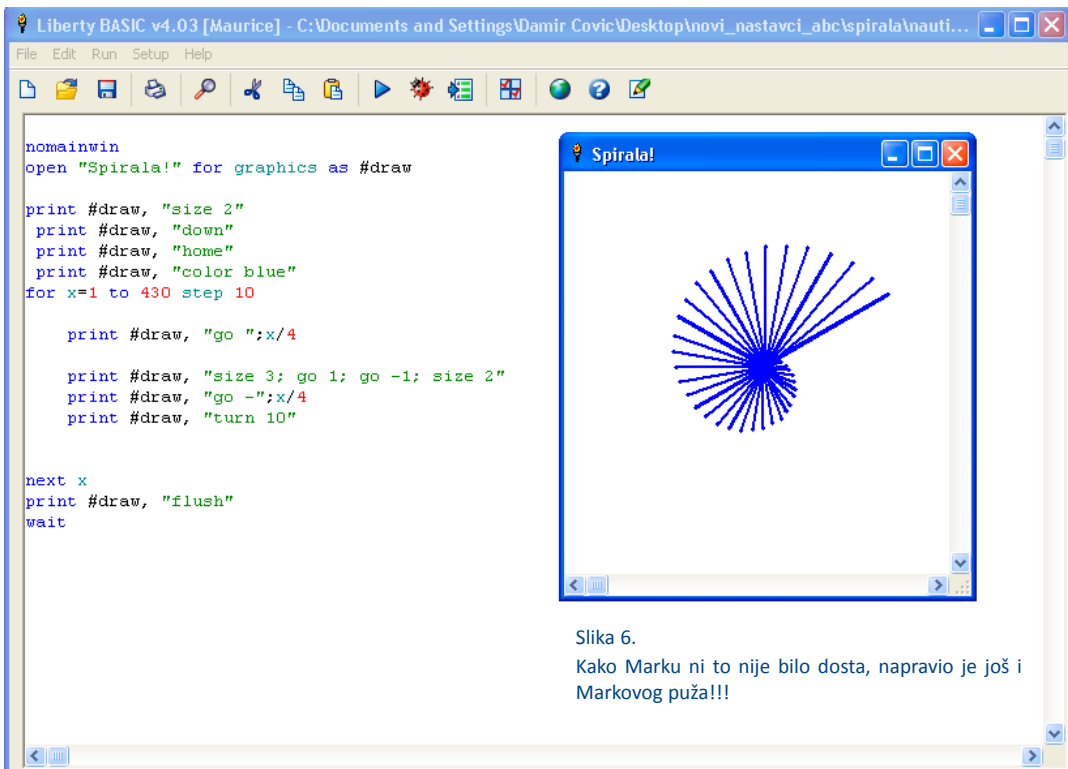 Liberty BASIC v4.03 [Maurice] - C:\Documents and Settings\Damir Covic\Desktop\novi_nastavci_abc\spirala\nauti...
File Edit Run Setup Help
nomainwin
open "Spirala!" for graphics as #draw
print #draw, "size 2"
print #draw, "down"
print #draw, "home"
print #draw, "color blue"
for x=1 to 430 step 10
print #draw, "go ";x/4
print #draw, "size 3; go 1; go -1; size 2"
print #draw, "go -";x/4
print #draw, "turn 10"
next x
print #draw, "flush"
wait
Spirala!
Slika 6.
Kako Marku ni to nije bilo dosta, napravio je još i
Markovog puža!!!